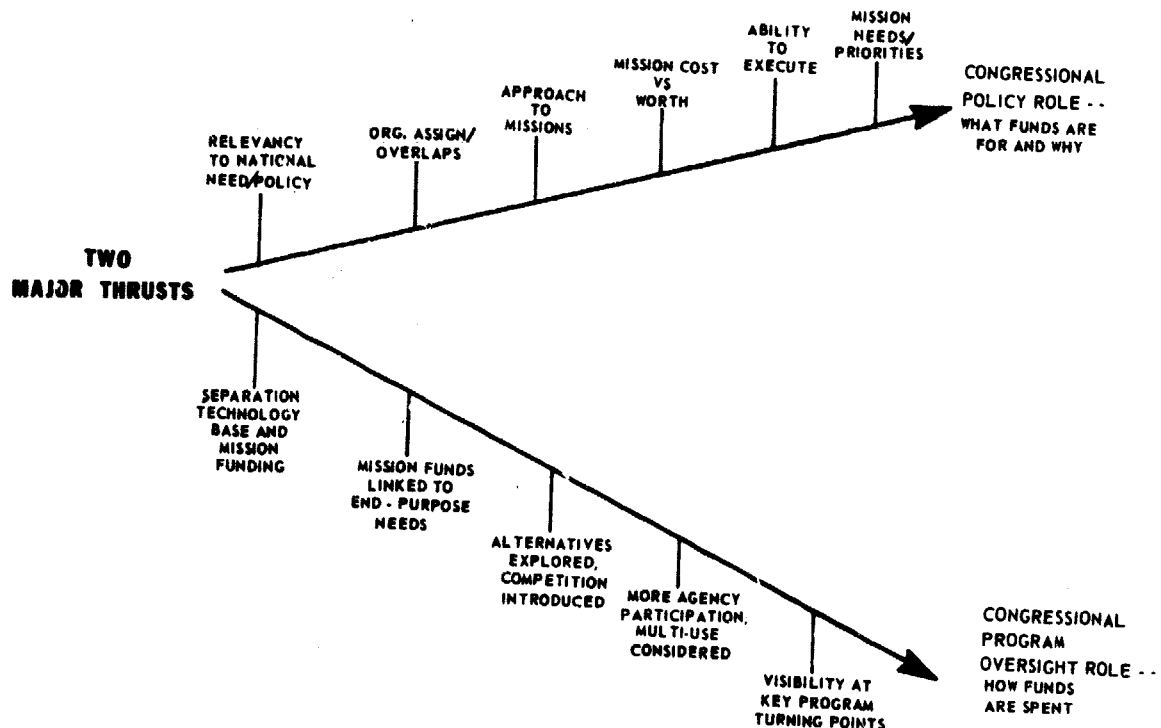 MISSION
NEEDS/
PRIORITIES
ABILITY
TO
EXECUTE
MISSION COST
VS
WORTH
APPROACH
TO
MISSIONS
ORG. ASSIGN/
OVERLAPS
RELEVANCY
TO NATIONAL
NEED/POLICY
CONGRESSIONAL
POLICY ROLE --
WHAT FUNDS ARE
FOR AND WHY
TWO
MAJOR THRUSTS
SEPARATION
TECHNOLOGY
BASE AND
MISSION
FUNDING
MISSION FUNDS
LINKED TO
END - PURPOSE
NEEDS
ALTERNATIVES
EXPLORED,
COMPETITION
INTRODUCED
MORE AGENCY
PARTICIPATION,
MULTI-USE
CONSIDERED
VISIBILITY AT
KEY PROGRAM
TURNING POINTS
CONGRESSIONAL
PROGRAM
OVERSIGHT ROLE --
HOW FUNDS
ARE SPENT